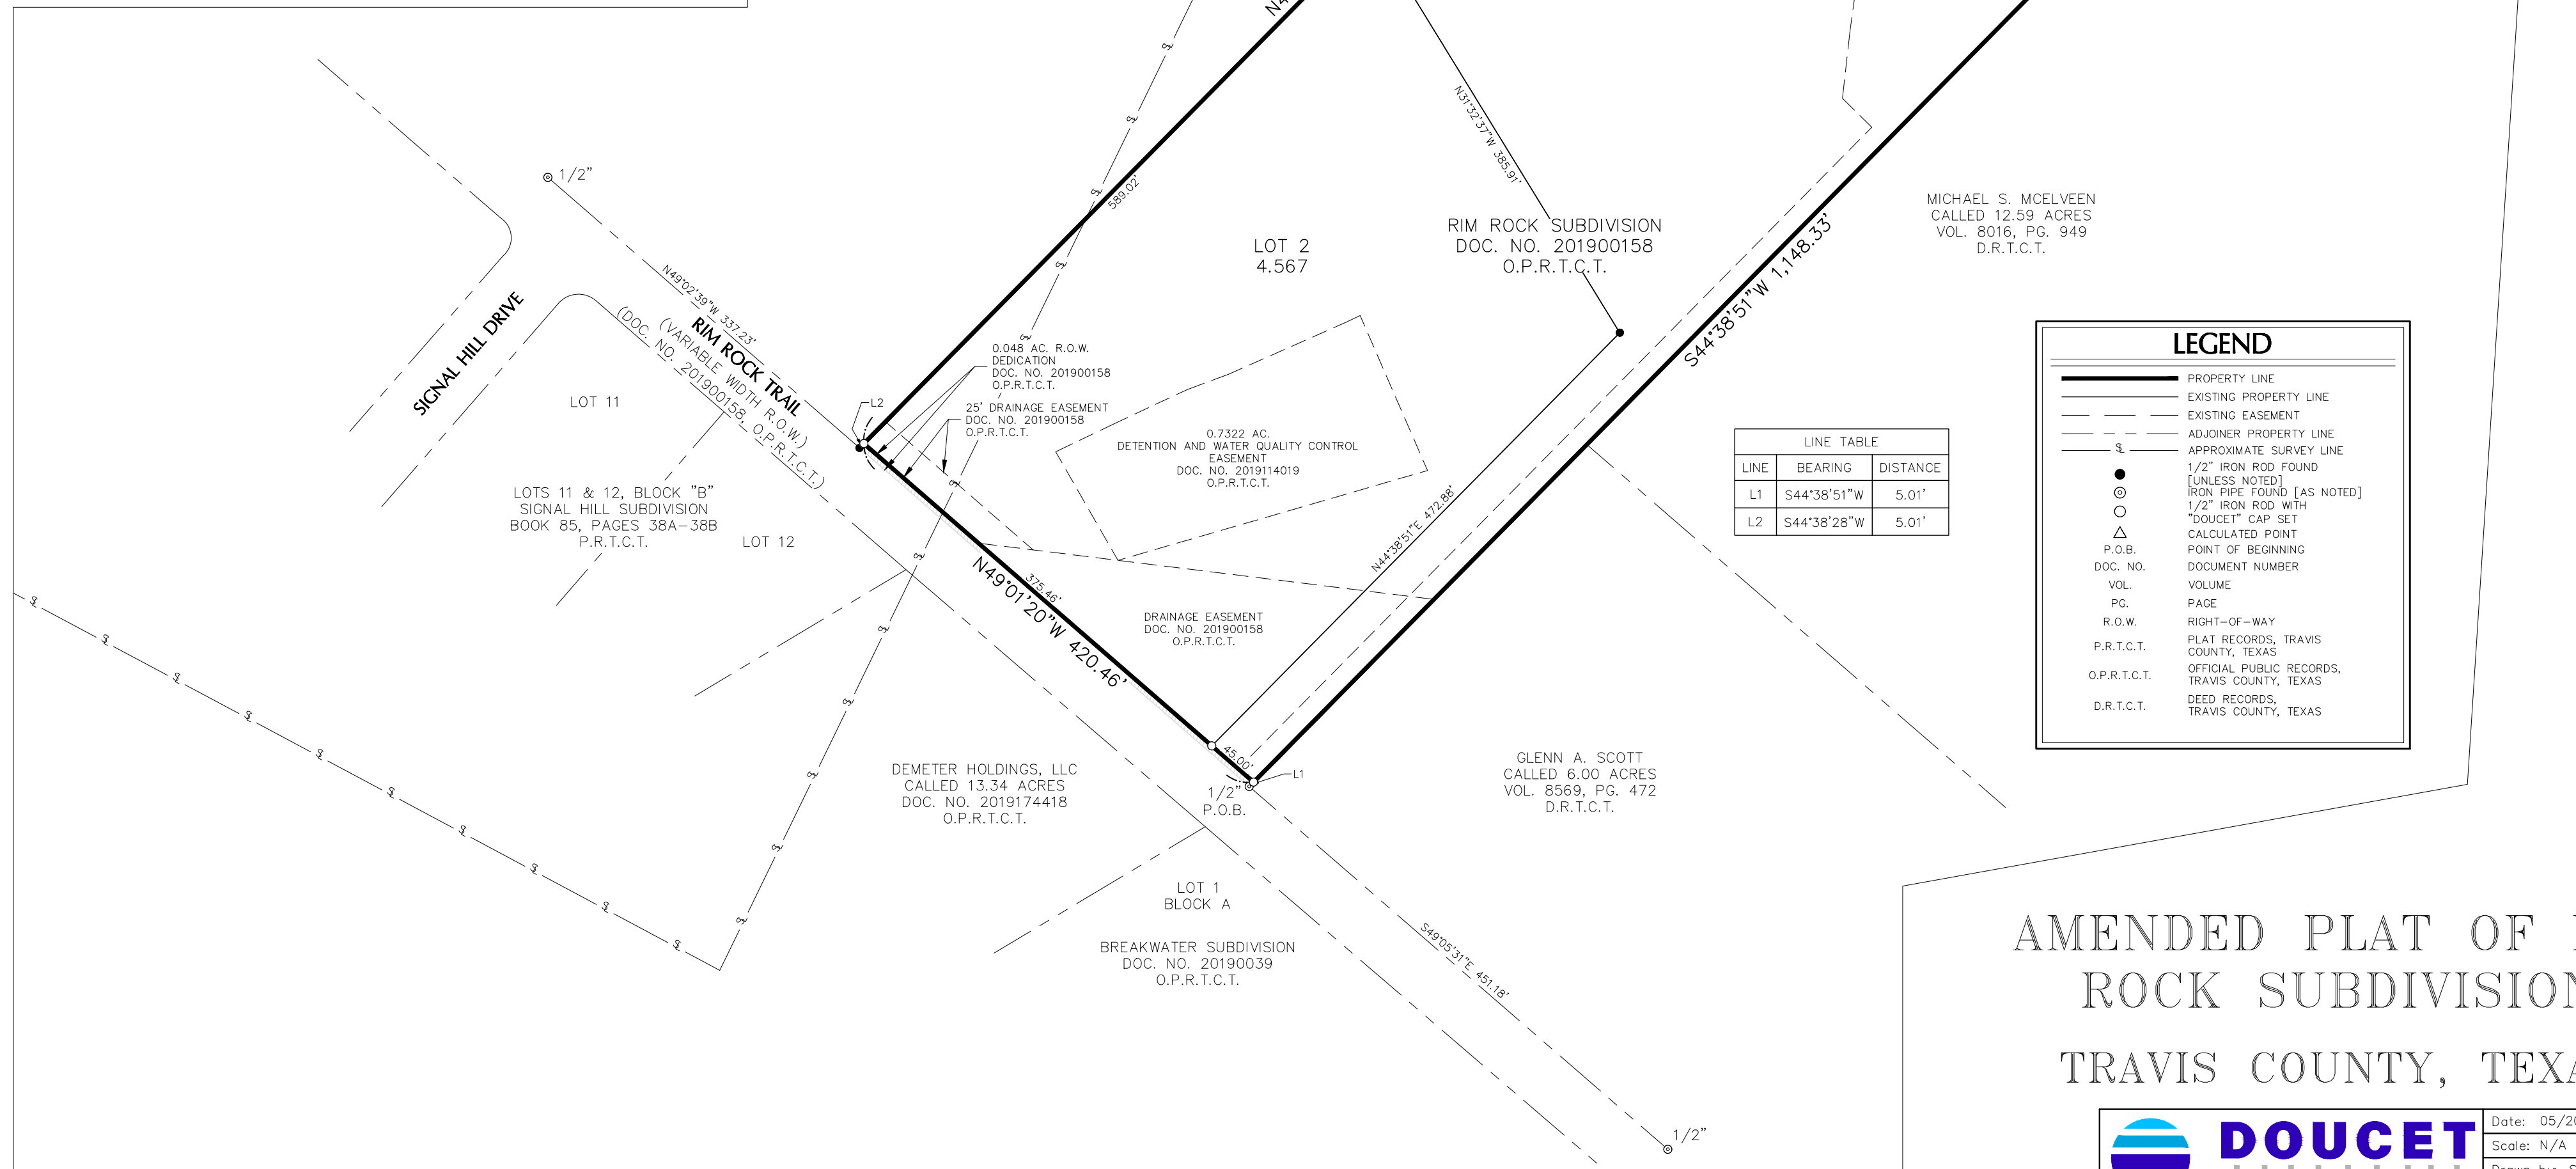 1/2"
N49°02'39"W 337.23'
SIGNAL HILL DRIVE
RIM ROCK TRAIL
(VARIABLE WIDTH R.O.W.)
(DOC. NO. 201900158, O.P.R.T.C.T.)
LOT 11
LOTS 11 & 12, BLOCK "B"
SIGNAL HILL SUBDIVISION
BOOK 85, PAGES 38A-38B
P.R.T.C.T.
LOT 12
589.02'
L2
0.048 AC. R.O.W.
DEDICATION
DOC. NO. 201900158
O.P.R.T.C.T.
25' DRAINAGE EASEMENT
DOC. NO. 201900158
O.P.R.T.C.T.
LOT 2
4.567
N31°32'37"W 385.91'
RIM ROCK SUBDIVISION
DOC. NO. 201900158
O.P.R.T.C.T.
0.7322 AC.
DETENTION AND WATER QUALITY CONTROL
EASEMENT
DOC. NO. 2019114019
O.P.R.T.C.T.
N44°38'51"E 472.88'
S44°38'51"W 1,148.33'
DRAINAGE EASEMENT
DOC. NO. 201900158
O.P.R.T.C.T.
375.46'
N49°01'20"W 420.46'
45.00'
L1
1/2"
P.O.B.
DEMETER HOLDINGS, LLC
CALLED 13.34 ACRES
DOC. NO. 2019174418
O.P.R.T.C.T.
LOT 1
BLOCK A
BREAKWATER SUBDIVISION
DOC. NO. 20190039
O.P.R.T.C.T.
GLENN A. SCOTT
CALLED 6.00 ACRES
VOL. 8569, PG. 472
D.R.T.C.T.
S49°05'31"E 451.18'
1/2"
MICHAEL S. MCELVEEN
CALLED 12.59 ACRES
VOL. 8016, PG. 949
D.R.T.C.T.
LINE TABLE
LINE BEARING DISTANCE
L1 S44°38'51"W 5.01'
L2 S44°38'28"W 5.01'
LEGEND
PROPERTY LINE
EXISTING PROPERTY LINE
EXISTING EASEMENT
ADJOINER PROPERTY LINE
APPROXIMATE SURVEY LINE
1/2" IRON ROD FOUND
[UNLESS NOTED]
IRON PIPE FOUND [AS NOTED]
1/2" IRON ROD WITH
"DOUCET" CAP SET
CALCULATED POINT
P.O.B. POINT OF BEGINNING
DOC. NO. DOCUMENT NUMBER
VOL. VOLUME
PG. PAGE
R.O.W. RIGHT-OF-WAY
P.R.T.C.T. PLAT RECORDS, TRAVIS
COUNTY, TEXAS
O.P.R.T.C.T. OFFICIAL PUBLIC RECORDS,
TRAVIS COUNTY, TEXAS
D.R.T.C.T. DEED RECORDS,
TRAVIS COUNTY, TEXAS
AMENDED PLAT OF
ROCK SUBDIVISION
TRAVIS COUNTY, TEXA
DOUCET
Date: 05/20
Scale: N/A